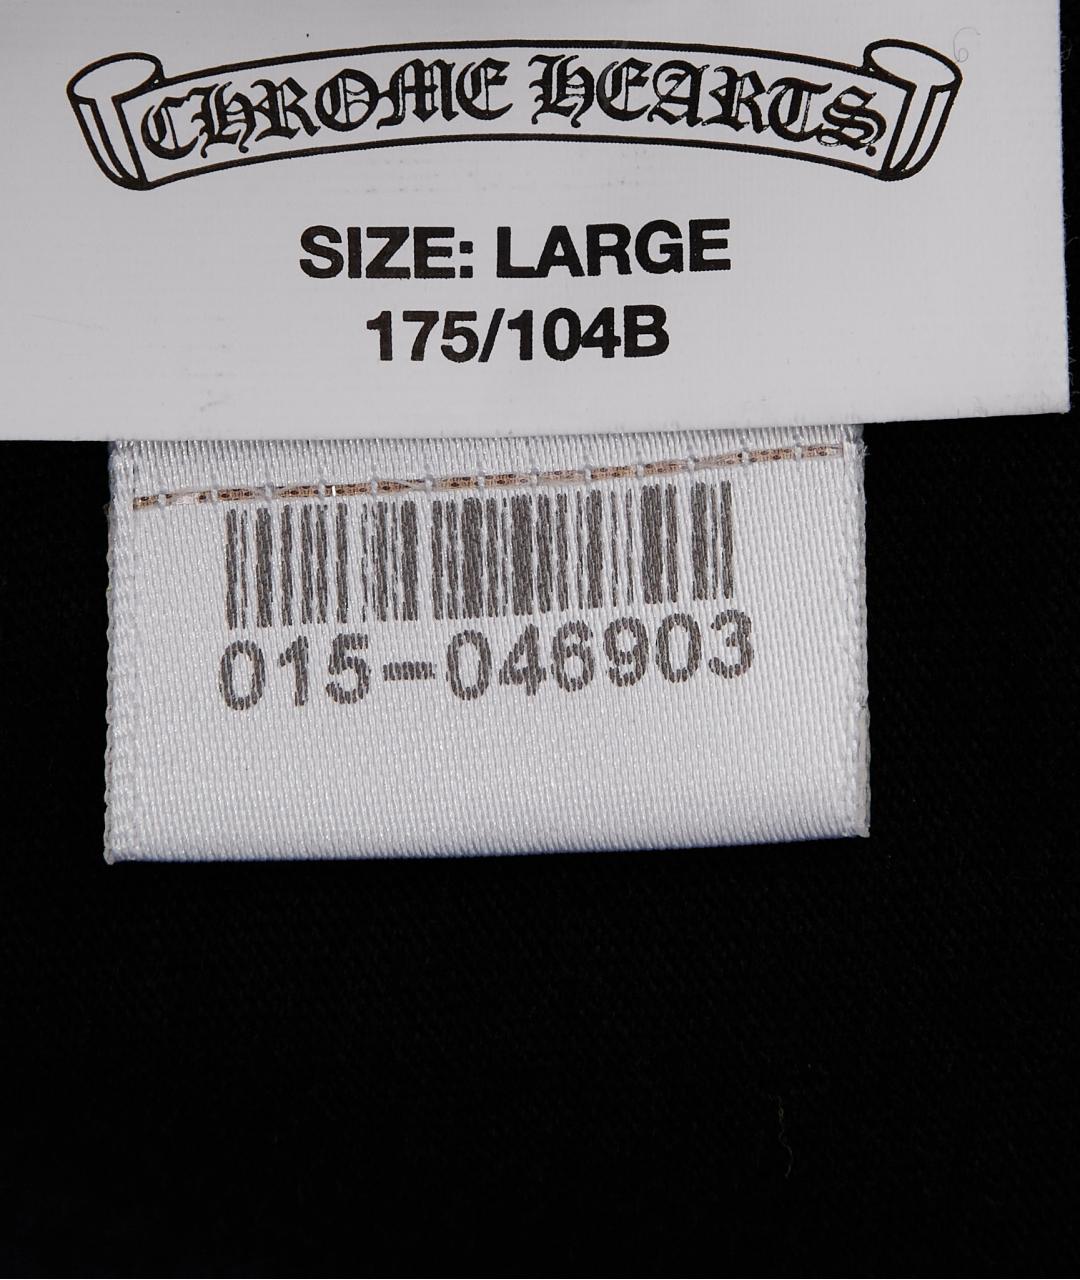 CHROME HEARTS
SIZE: LARGE
175/104B
015-046903